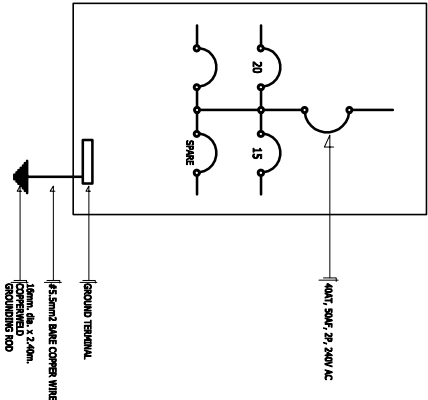 20
15
SPARE
40AT, 50AF, 2P, 240V AC
GROUND TERMINAL
#5.5mm2 BARE COPPER WIRE
16mm. dia. x 2.40m.
COPPERWELD
GROUNDING ROD